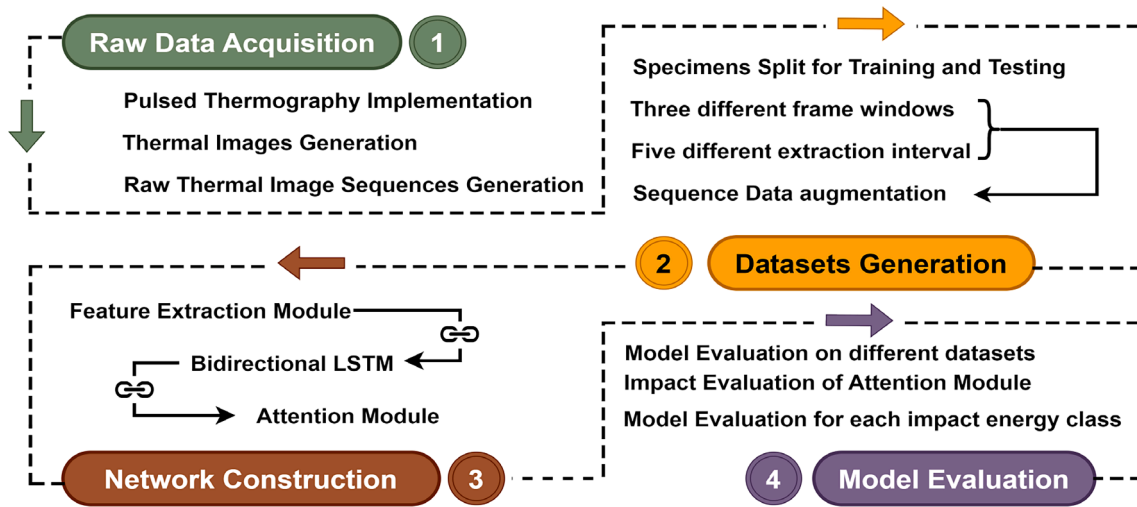 Raw Data Acquisition 1
Pulsed Thermography Implementation
Thermal Images Generation
Raw Thermal Image Sequences Generation
Specimens Split for Training and Testing
Three different frame windows
Five different extraction interval
Sequence Data augmentation
2 Datasets Generation
Feature Extraction Module
Bidirectional LSTM
Attention Module
Network Construction 3
Model Evaluation on different datasets
Impact Evaluation of Attention Module
Model Evaluation for each impact energy class
4 Model Evaluation